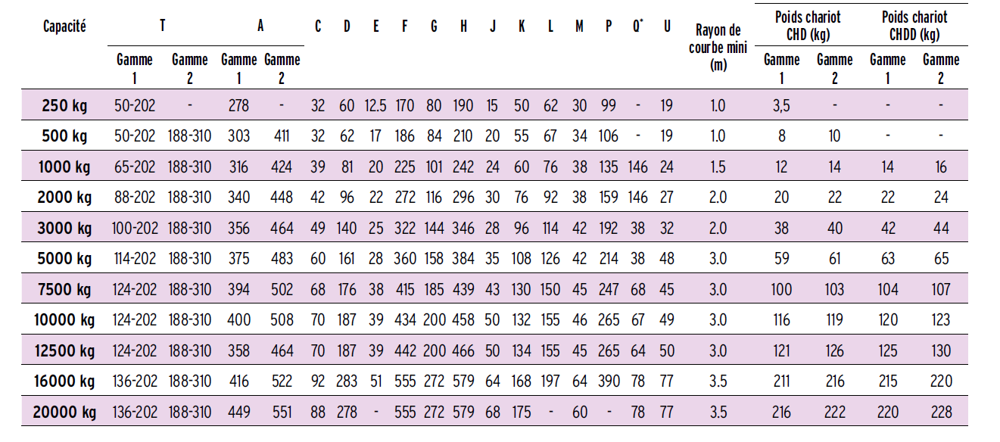 Capacité T A C D E F G H J K L M P Q* U Rayon de courbe mini (m) Poids chariot CHD (kg) Poids chariot CHDD (kg)
Gamme 1 Gamme 2 Gamme 1 Gamme 2 Gamme 1 Gamme 2 Gamme 1 Gamme 2
250 kg 50-202 - 278 - 32 60 12.5 170 80 190 15 50 62 30 99 - 19 1.0 3,5 - - -
500 kg 50-202 188-310 303 411 32 62 17 186 84 210 20 55 67 34 106 - 19 1.0 8 10 - -
1000 kg 65-202 188-310 316 424 39 81 20 225 101 242 24 60 76 38 135 146 24 1.5 12 14 14 16
2000 kg 88-202 188-310 340 448 42 96 22 272 116 296 30 76 92 38 159 146 27 2.0 20 22 22 24
3000 kg 100-202 188-310 356 464 49 140 25 322 144 346 28 96 114 42 192 38 32 2.0 38 40 42 44
5000 kg 114-202 188-310 375 483 60 161 28 360 158 384 35 108 126 42 214 38 48 3.0 59 61 63 65
7500 kg 124-202 188-310 394 502 68 176 38 415 185 439 43 130 150 45 247 68 45 3.0 100 103 104 107
10000 kg 124-202 188-310 400 508 70 187 39 434 200 458 50 132 155 46 265 67 49 3.0 116 119 120 123
12500 kg 124-202 188-310 358 464 70 187 39 442 200 466 50 134 155 45 265 64 50 3.0 121 126 125 130
16000 kg 136-202 188-310 416 522 92 283 51 555 272 579 64 168 197 64 390 78 77 3.5 211 216 215 220
20000 kg 136-202 188-310 449 551 88 278 - 555 272 579 68 175 - 60 - 78 77 3.5 216 222 220 228